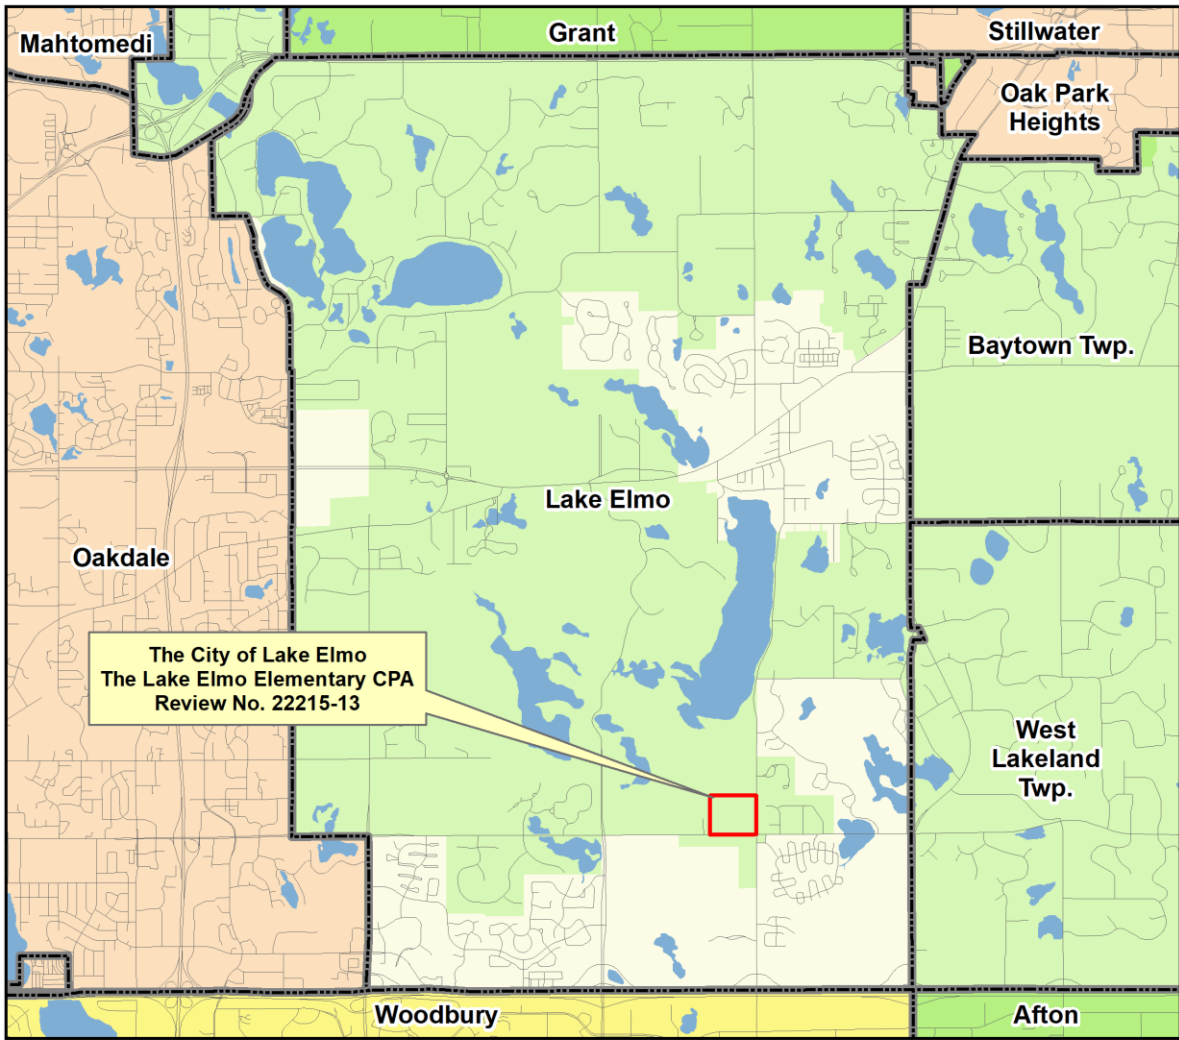 Mahtomedi
Grant
Stillwater
Oak Park
Heights
Baytown Twp.
Lake Elmo
Oakdale
The City of Lake Elmo
The Lake Elmo Elementary CPA
Review No. 22215-13
West
Lakeland
Twp.
Woodbury
Afton